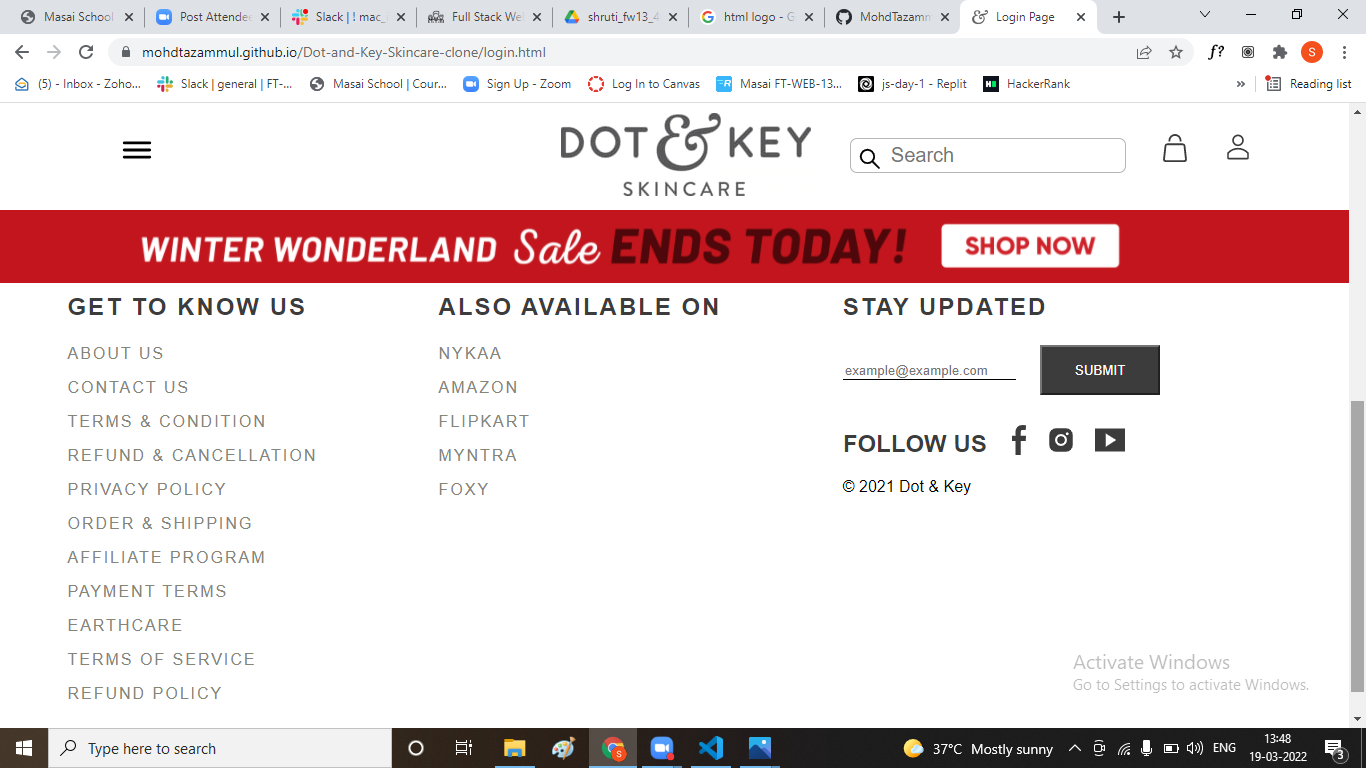 Masai School
Post Attende
Slack | ! mac_
Full Stack We
shruti_fw13_4
html logo - G
MohdTazamm
Login Page
mohdtazammul.github.io/Dot-and-Key-Skincare-clone/login.html
f?
S
(5) - Inbox - Zoho...
Slack | general | FT-...
Masai School | Cour...
Sign Up - Zoom
Log In to Canvas
Masai FT-WEB-13...
js-day-1 - Replit
HackerRank
»
Reading list
DOT & KEY
SKINCARE
Search
WINTER WONDERLAND Sale ENDS TODAY! SHOP NOW
GET TO KNOW US
ABOUT US
CONTACT US
TERMS & CONDITION
REFUND & CANCELLATION
PRIVACY POLICY
ORDER & SHIPPING
AFFILIATE PROGRAM
PAYMENT TERMS
EARTHCARE
TERMS OF SERVICE
REFUND POLICY
ALSO AVAILABLE ON
NYKAA
AMAZON
FLIPKART
MYNTRA
FOXY
STAY UPDATED
example@example.com
SUBMIT
FOLLOW US
© 2021 Dot & Key
Activate Windows
Go to Settings to activate Windows.
Type here to search
S
37°C Mostly sunny
ENG
13:48
19-03-2022
3